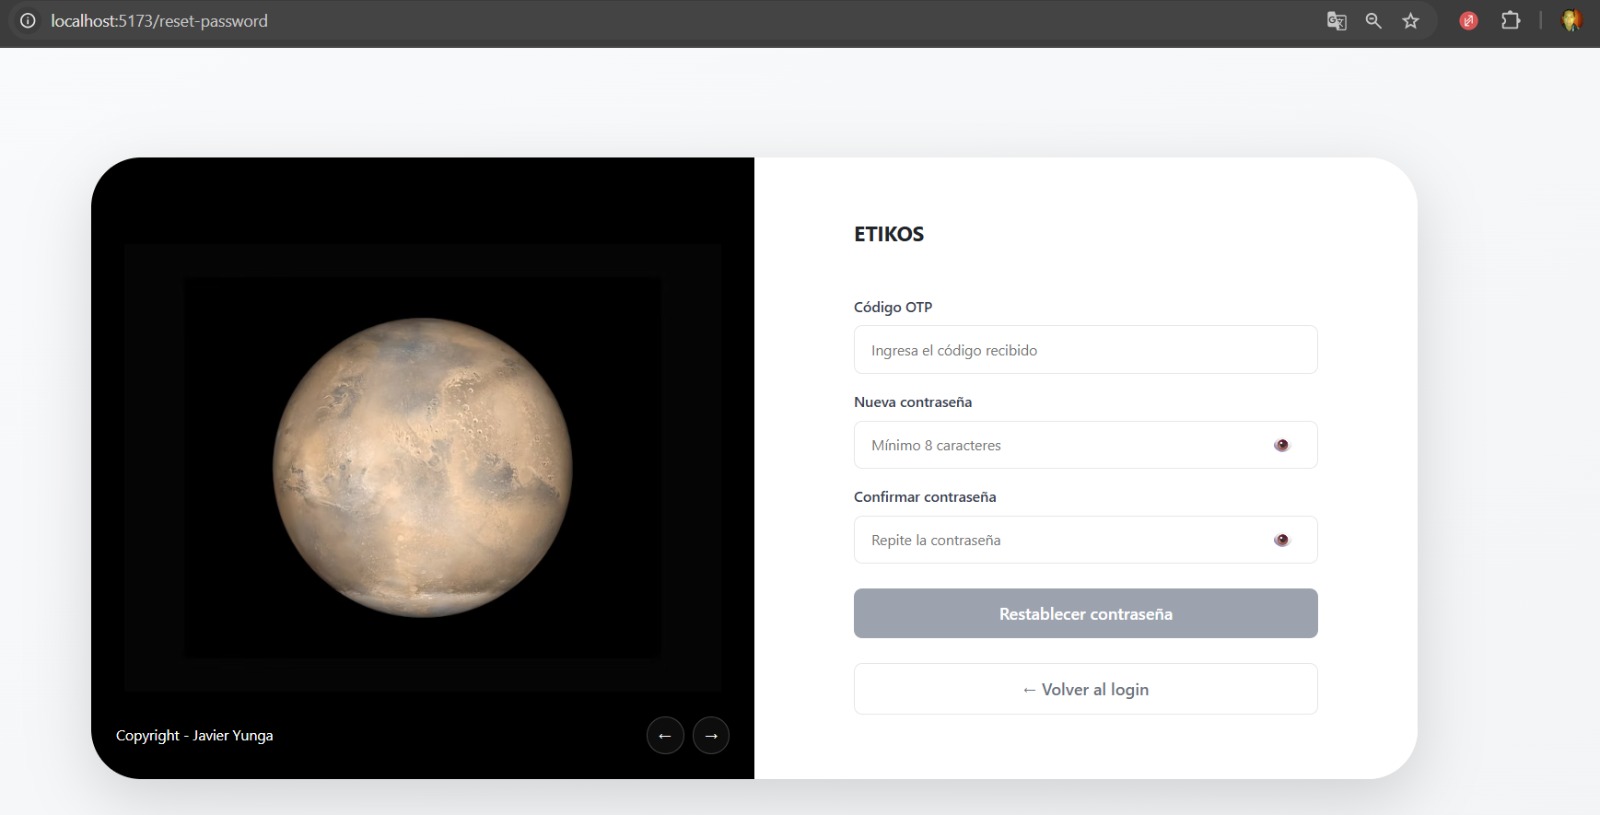 localhost:5173/reset-password
ETIKOS
Código OTP
Ingresa el código recibido
Nueva contraseña
Mínimo 8 caracteres
Confirmar contraseña
Repite la contraseña
Restablecer contraseña
← Volver al login
Copyright - Javier Yunga
← →